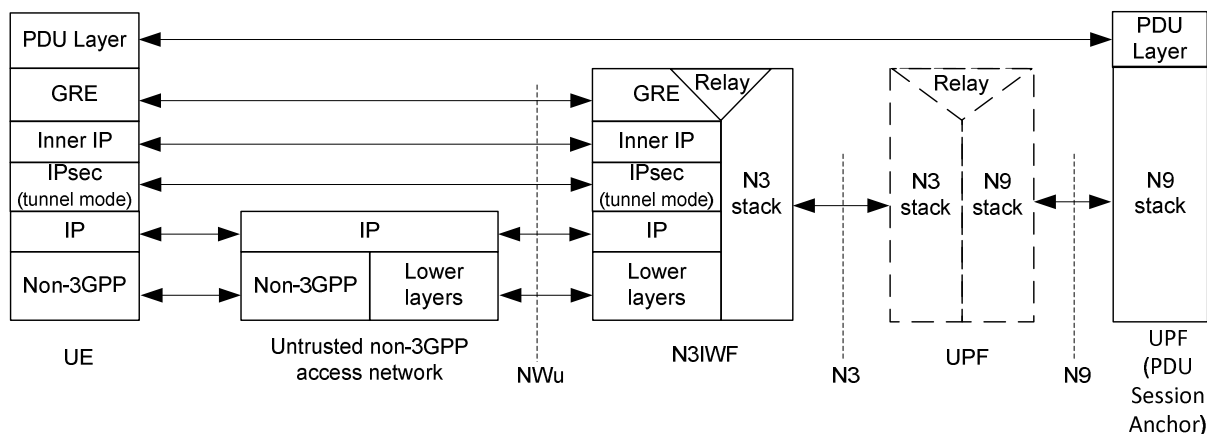 PDU Layer
GRE
Inner IP
IPsec
(tunnel mode)
IP
Non-3GPP
UE
IP
Non-3GPP
Lower
layers
Untrusted non-3GPP
access network
NWu
GRE
Relay
Inner IP
IPsec
(tunnel mode)
IP
Lower
layers
N3
stack
N3IWF
N3
Relay
N3
stack
N9
stack
UPF
N9
PDU
Layer
N9
stack
UPF
(PDU
Session
Anchor)